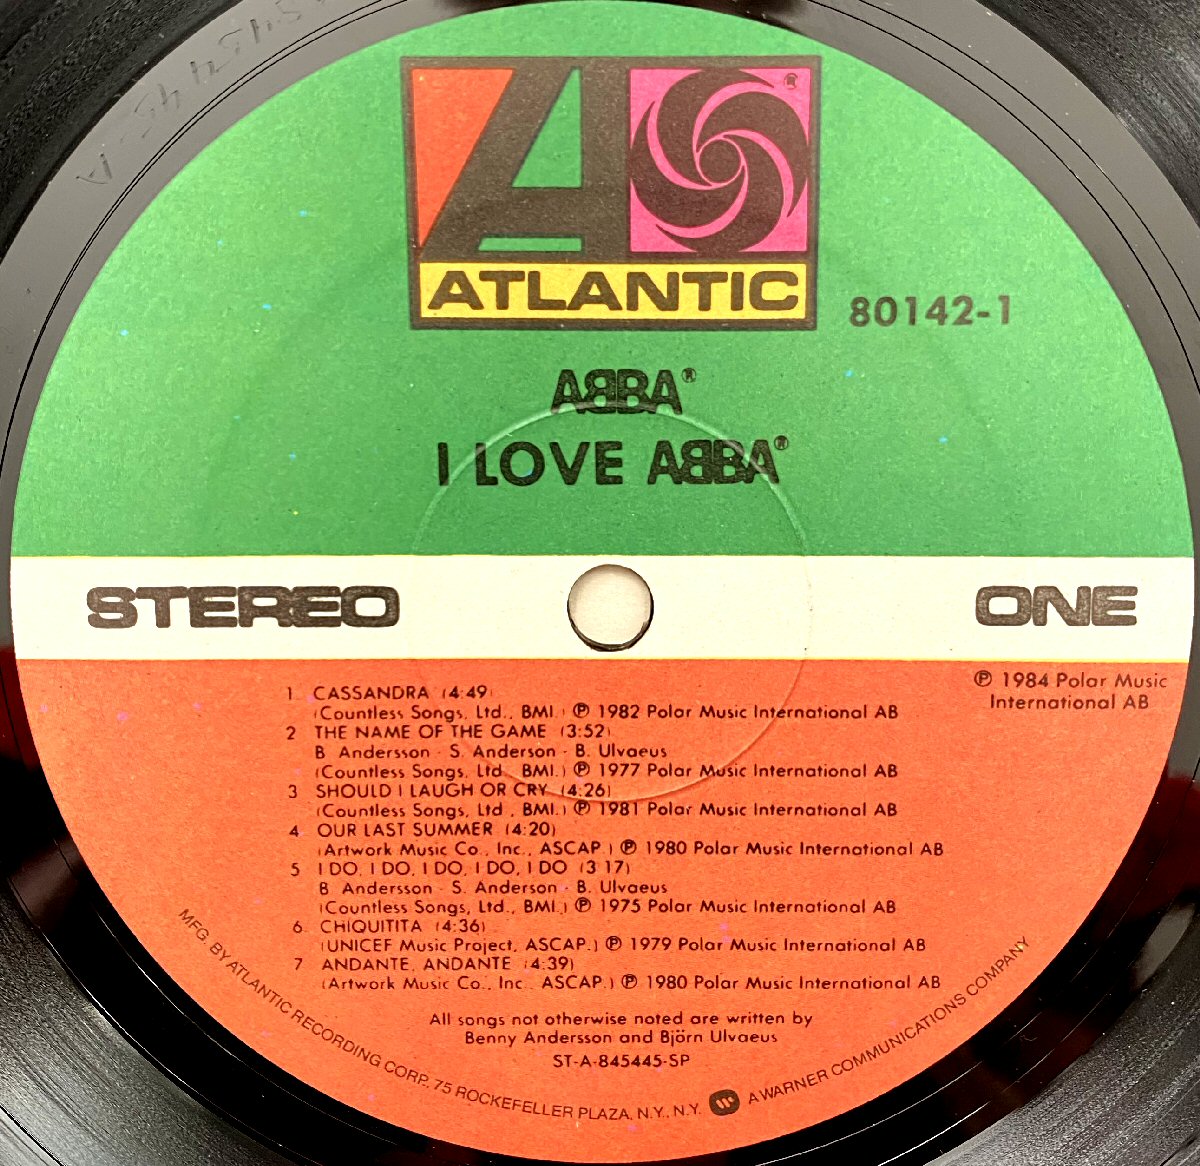 ATLANTIC
®
80142-1
ABBA®
I LOVE ABBA®
STEREO
ONE
℗ 1984 Polar Music
International AB
1 CASSANDRA (4:49)
(Countless Songs, Ltd., BMI.) ℗ 1982 Polar Music International AB
2 THE NAME OF THE GAME (3:52)
B. Andersson - S. Anderson - B. Ulvaeus
(Countless Songs, Ltd., BMI.) ℗ 1977 Polar Music International AB
3 SHOULD I LAUGH OR CRY (4:26)
(Countless Songs, Ltd., BMI.) ℗ 1981 Polar Music International AB
4 OUR LAST SUMMER (4:20)
(Artwork Music Co., Inc., ASCAP.) ℗ 1980 Polar Music International AB
5 I DO, I DO, I DO, I DO, I DO (3:17)
B. Andersson - S. Anderson - B. Ulvaeus
(Countless Songs, Ltd., BMI.) ℗ 1975 Polar Music International AB
6. CHIQUITITA (4:36)
(UNICEF Music Project, ASCAP.) ℗ 1979 Polar Music International AB
7 ANDANTE, ANDANTE (4:39)
(Artwork Music Co., Inc., ASCAP.) ℗ 1980 Polar Music International AB
All songs not otherwise noted are written by
Benny Andersson and Björn Ulvaeus
ST-A-845445-SP
MFG. BY ATLANTIC RECORDING CORP., 75 ROCKEFELLER PLAZA, N.Y., N.Y. A WARNER COMMUNICATIONS COMPANY